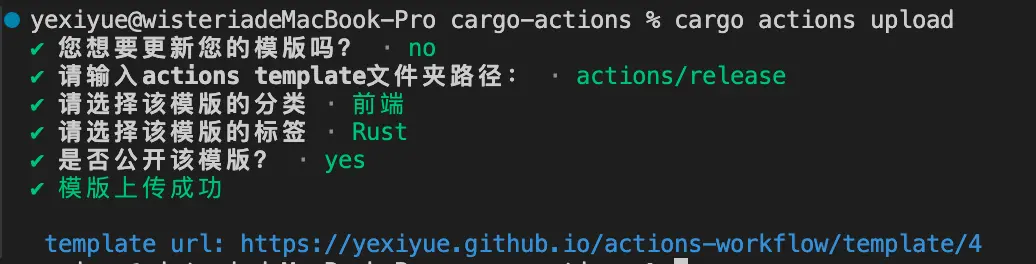 yexiyue@wisteriadeMacBook-Pro cargo-actions % cargo actions upload
✔ 您想要更新您的模版吗? · no
✔ 请输入actions template文件夹路径: · actions/release
✔ 请选择该模版的分类 · 前端
✔ 请选择该模版的标签 · Rust
✔ 是否公开该模版? · yes
✔ 模版上传成功
template url: https://yexiyue.github.io/actions-workflow/template/4